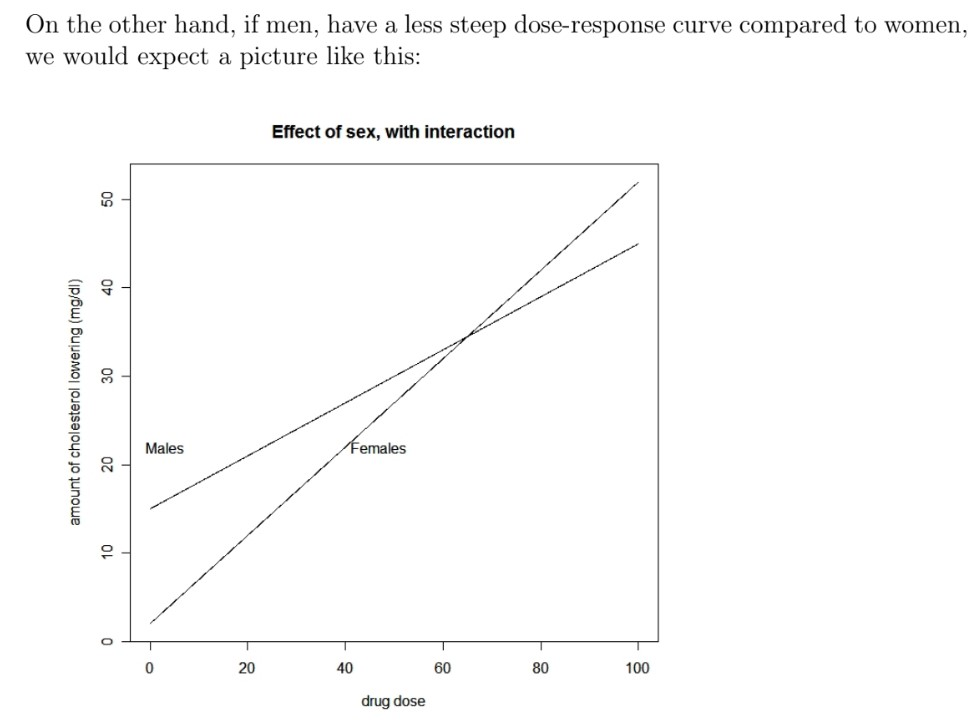 On the other hand, if men, have a less steep dose-response curve compared to women,
we would expect a picture like this:
Effect of sex, with interaction
50
40
30
20
10
0
amount of cholesterol lowering (mg/dl)
Males
Females
0 20 40 60 80 100
drug dose